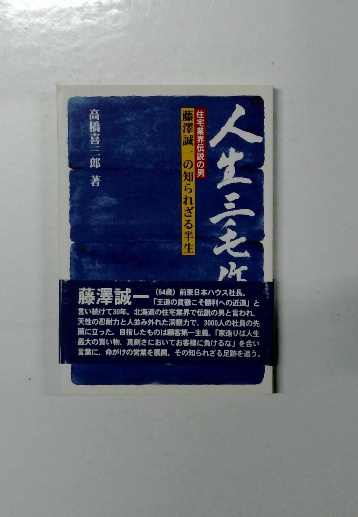 人生三毛作
住宅業界伝説の男
藤澤誠一の知られざる半生
高橋喜三郎 著
藤澤誠一 (64歳) 前東日本ハウス社長。
「王道の貫徹こそ勝利への近道」と
言い続けて30年。北海道の住宅業界で伝説の男と言われ、
天性の忍耐力と人並み外れた洞察力で、3000人の社員の先
頭に立った。目指したものは顧客第一主義。「家造りは人生
最大の買い物、真剣さにおいてお客様に負けるな」を合い
言葉に、命がけの営業を展開。その知られざる足跡を追う。